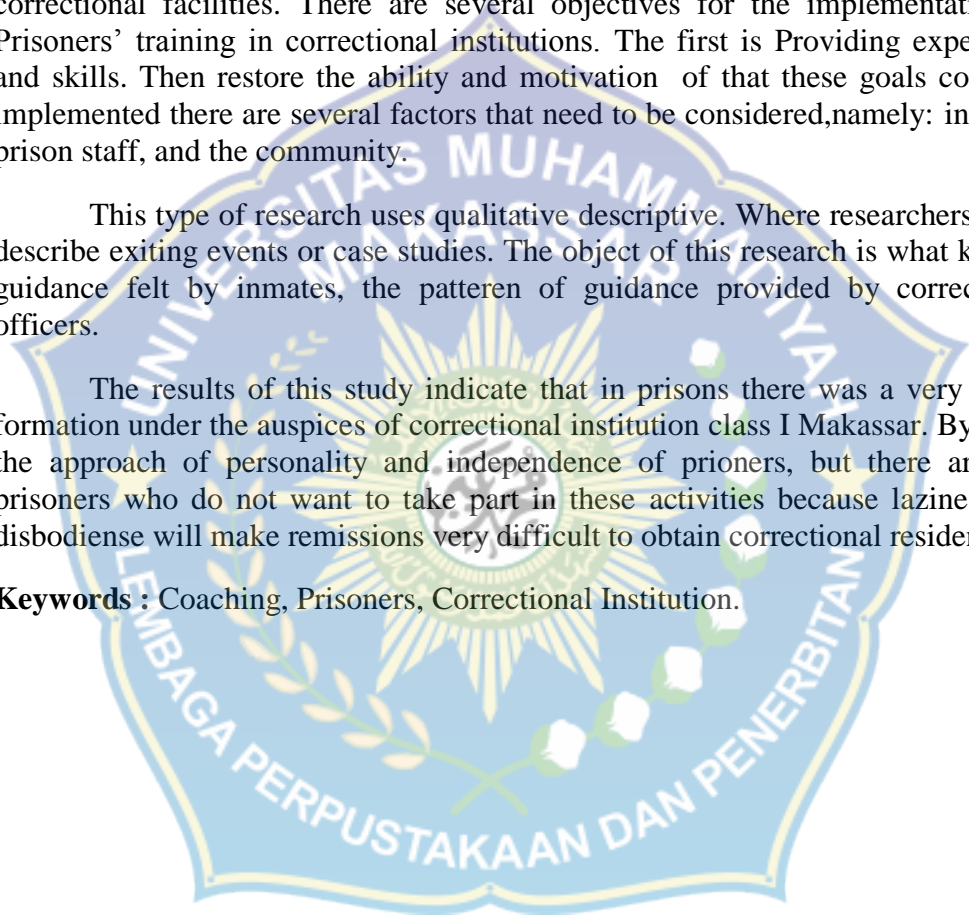 correctional facilities. There are several objectives for the implementati
Prisoners’ training in correctional institutions. The first is Providing expe
and skills. Then restore the ability and motivation of that these goals co
implemented there are several factors that need to be considered,namely: in
prison staff, and the community.
This type of research uses qualitative descriptive. Where researchers
describe exiting events or case studies. The object of this research is what k
guidance felt by inmates, the patteren of guidance provided by correc
officers.
The results of this study indicate that in prisons there was a very
formation under the auspices of correctional institution class I Makassar. By
the approach of personality and independence of prioners, but there ar
prisoners who do not want to take part in these activities because lazine
disbodiense will make remissions very difficult to obtain correctional resider
Keywords : Coaching, Prisoners, Correctional Institution.
UNIVERSITAS MUHAMMADIYAH
MAKASSAR
LEMBAGA PERPUSTAKAAN DAN PENERBITAN